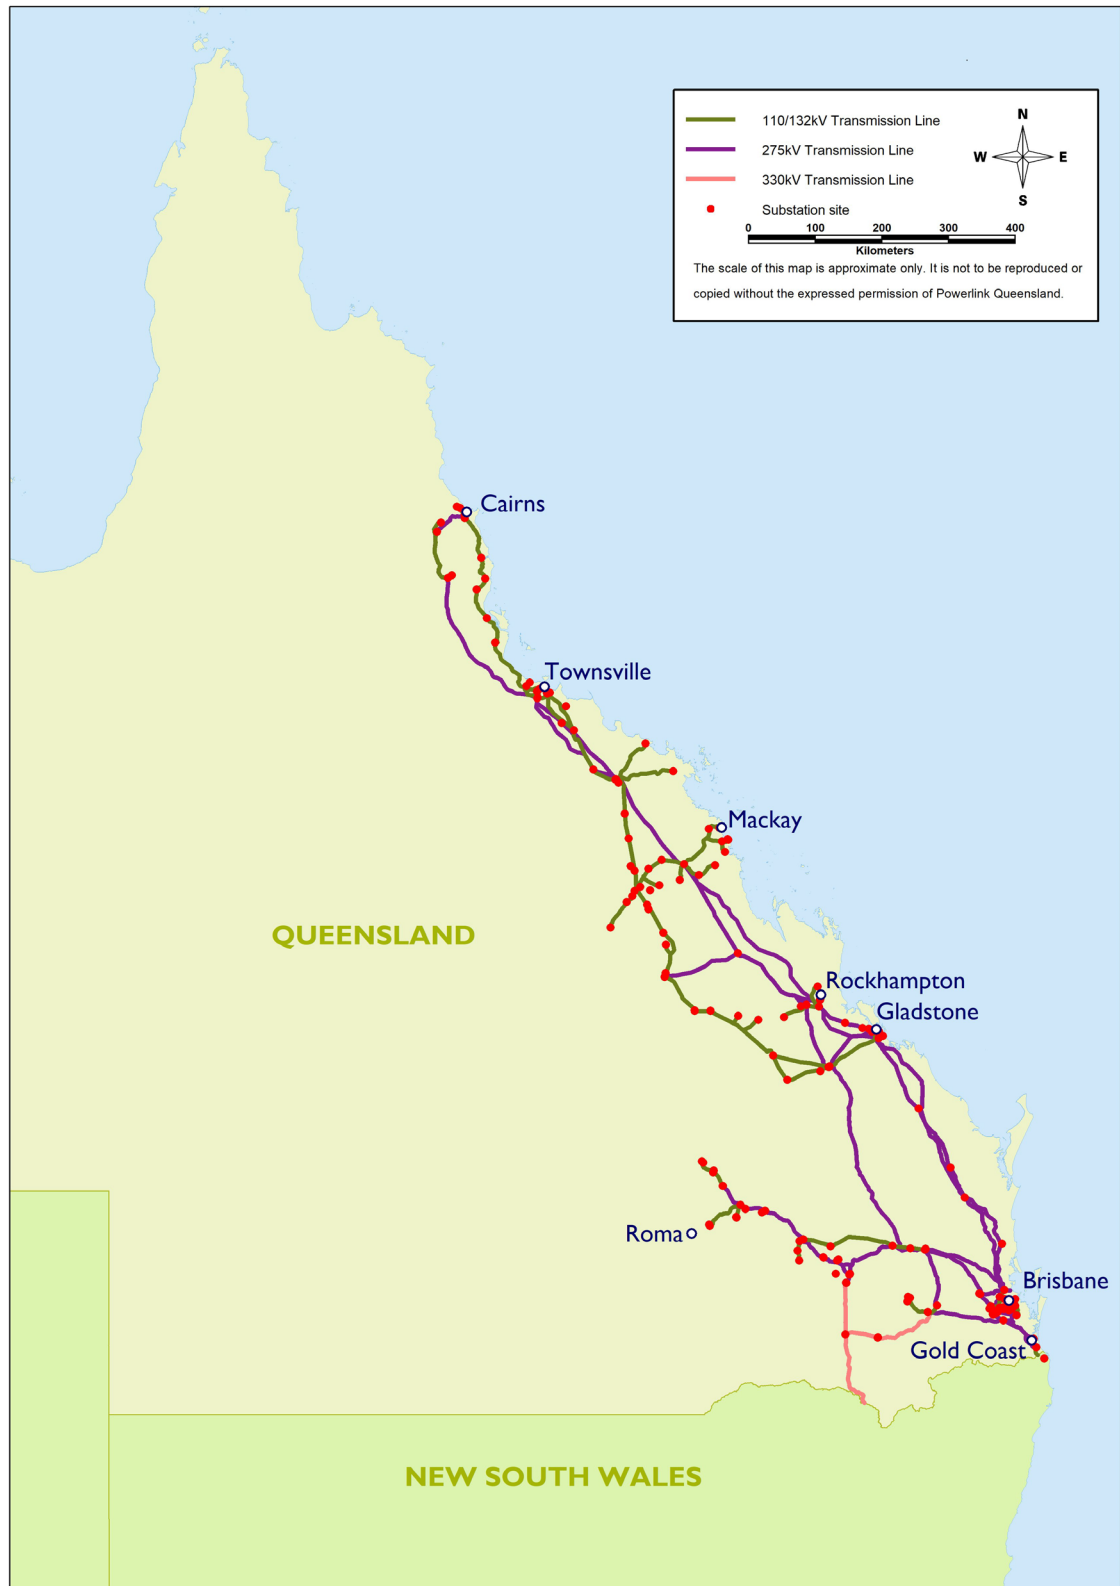 110/132kV Transmission Line
275kV Transmission Line
330kV Transmission Line
Substation site
N
W E
S
0 100 200 300 400
Kilometers
The scale of this map is approximate only. It is not to be reproduced or
copied without the expressed permission of Powerlink Queensland.
Cairns
Townsville
Mackay
QUEENSLAND
Rockhampton
Gladstone
Roma
Brisbane
Gold Coast
NEW SOUTH WALES